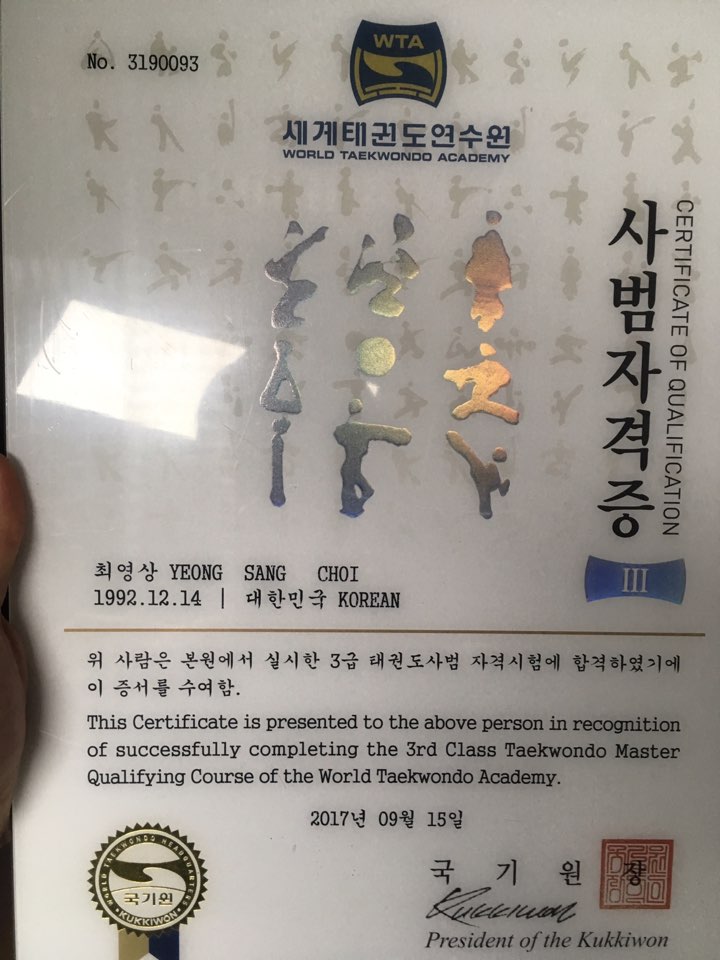 No. 3190093
WTA
세계태권도연수원
WORLD TAEKWONDO ACADEMY
사범자격증
CERTIFICATE OF QUALIFICATION
III
최영상 YEONG SANG CHOI
1992.12.14 | 대한민국 KOREAN
위 사람은 본원에서 실시한 3급 태권도사범 자격시험에 합격하였기에
이 증서를 수여함.
This Certificate is presented to the above person in recognition
of successfully completing the 3rd Class Taekwondo Master
Qualifying Course of the World Taekwondo Academy.
2017년 09월 15일
국 기 원 장
Kukkiwon
President of the Kukkiwon
WORLD TAEKWONDO HEADQUARTERS
국기원
KUKKIWON